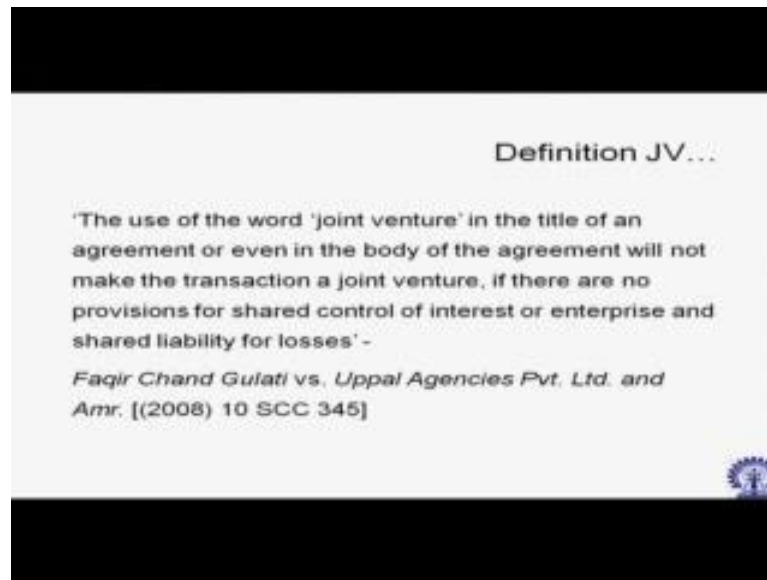 Definition JV...
‘The use of the word ‘joint venture’ in the title of an
agreement or even in the body of the agreement will not
make the transaction a joint venture, if there are no
provisions for shared control of interest or enterprise and
shared liability for losses’ -
Faqir Chand Gulati vs. Uppal Agencies Pvt. Ltd. and
Amr. [(2008) 10 SCC 345]